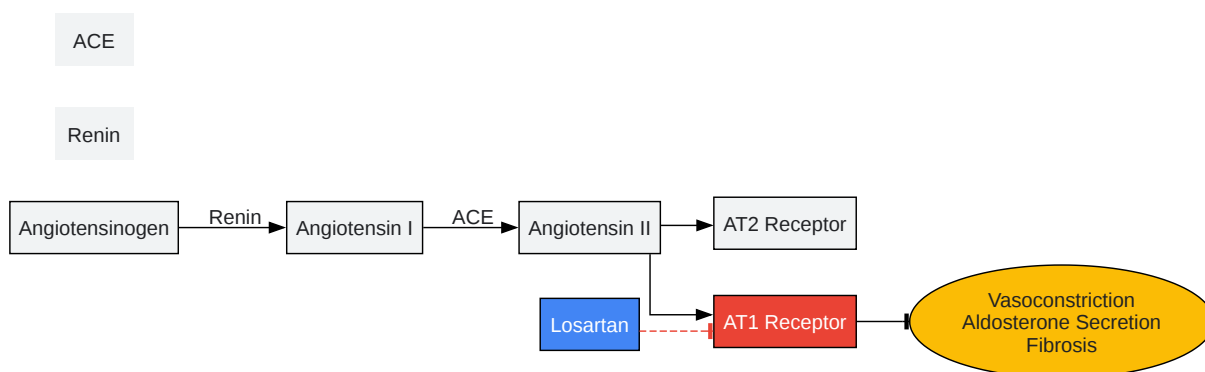 ACE
Renin
Angiotensinogen
Renin
Angiotensin I
ACE
Angiotensin II
AT2 Receptor
Losartan
AT1 Receptor
Vasoconstriction
Aldosterone Secretion
Fibrosis